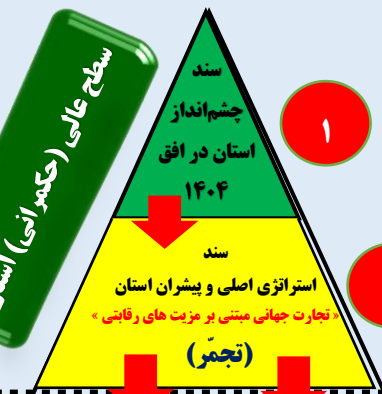 سطح عالی (حکمرانی)
سند
چشم‌انداز
استان در افق
۱۴۰۴
۱
سند
استراتژی اصلی و پیشران استان
« تجارت جهانی مبتنی بر مزیت های رقابتی »
(تجمّر)